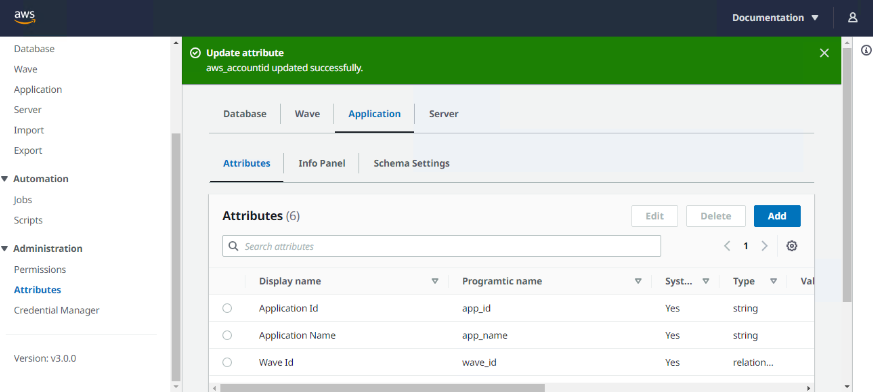 aws
Documentation
Database
Wave
Application
Server
Import
Export
Automation
Jobs
Scripts
Administration
Permissions
Attributes
Credential Manager
Version: v3.0.0
Update attribute
aws_accountid updated successfully.
Database Wave Application Server
Attributes Info Panel Schema Settings
Attributes (6) Edit Delete Add
Search attributes 1
Display name Programtic name Syst... Type Val
Application Id app_id Yes string
Application Name app_name Yes string
Wave Id wave_id Yes relation...